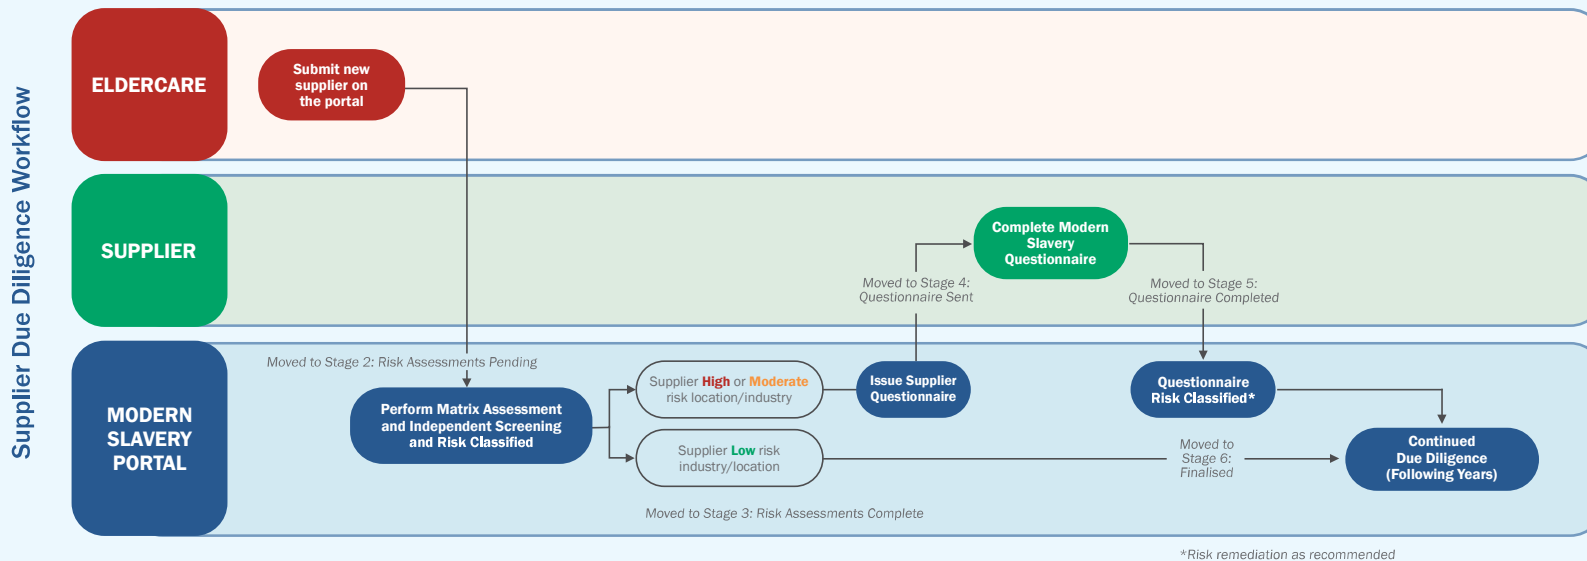 Supplier Due Diligence Workflow
ELDERCARE
Submit new
supplier on
the portal
SUPPLIER
Complete Modern
Slavery
Questionnaire
Moved to Stage 4:
Questionnaire Sent
Moved to Stage 5:
Questionnaire Completed
MODERN
SLAVERY
PORTAL
Moved to Stage 2: Risk Assessments Pending
Perform Matrix Assessment
and Independent Screening
and Risk Classified
Supplier High or Moderate
risk location/industry
Supplier Low risk
industry/location
Issue Supplier
Questionnaire
Questionnaire
Risk Classified*
Moved to
Stage 6:
Finalised
Continued
Due Diligence
(Following Years)
Moved to Stage 3: Risk Assessments Complete
*Risk remediation as recommended